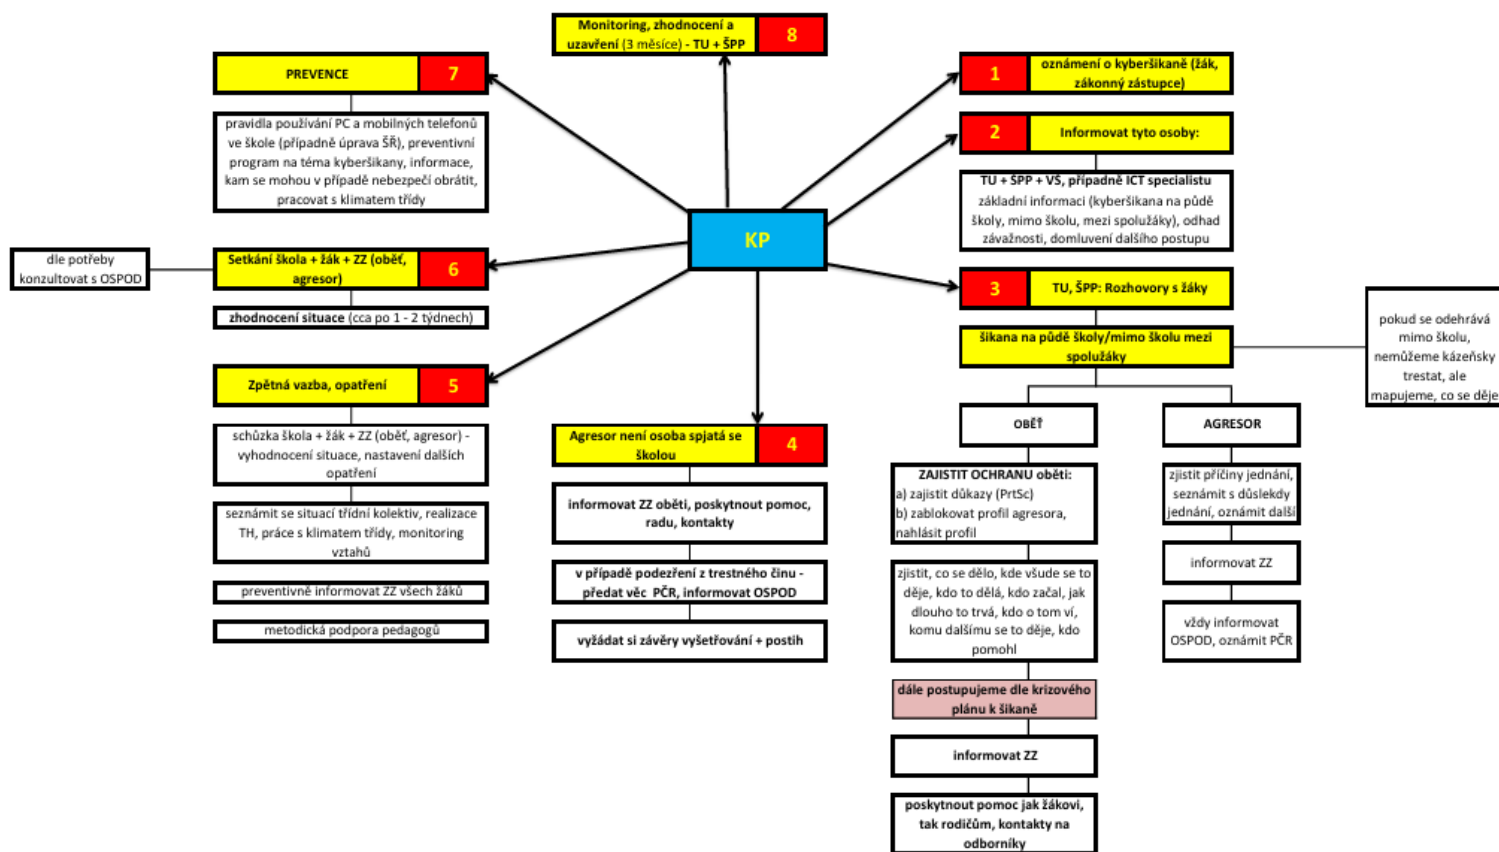 Monitoring, zhodnocení a
uzavření (3 měsíce) - TU + ŠPP
8
PREVENCE
7
pravidla používání PC a mobilných telefonů
ve škole (případně úprava ŠŘ), preventivní
program na téma kyberšikany, informace,
kam se mohou v případě nebezpečí obrátit,
pracovat s klimatem třídy
1
oznámení o kyberšikaně (žák,
zákonný zástupce)
2
Informovat tyto osoby:
TU + ŠPP + VŠ, případně ICT specialistu
základní informaci (kyberšikana na půdě
školy, mimo školu, mezi spolužáky), odhad
závažnosti, domluvení dalšího postupu
KP
dle potřeby
konzultovat s OSPOD
Setkání škola + žák + ZZ (oběť,
agresor)
6
zhodnocení situace (cca po 1 - 2 týdnech)
3
TU, ŠPP: Rozhovory s žáky
šikana na půdě školy/mimo školu mezi
spolužáky
pokud se odehrává
mimo školu,
nemůžeme kázeňsky
trestat, ale
mapujeme, co se děje
Zpětná vazba, opatření
5
schůzka škola + žák + ZZ (oběť, agresor) -
vyhodnocení situace, nastavení dalších
opatření
seznámit se situací třídní kolektiv, realizace
TH, práce s klimatem třídy, monitoring
vztahů
preventivně informovat ZZ všech žáků
metodická podpora pedagogů
Agresor není osoba spjatá se
školou
4
informovat ZZ oběti, poskytnout pomoc,
radu, kontakty
v případě podezření z trestného činu -
předat věc  PČR, informovat OSPOD
vyžádat si závěry vyšetřování + postih
OBĚŤ
ZAJISTIT OCHRANU oběti:
a) zajistit důkazy (PrtSc)
b) zablokovat profil agresora,
nahlásit profil
zjistit, co se dělo, kde všude se to
děje, kdo to dělá, kdo začal, jak
dlouho to trvá, kdo o tom ví,
komu dalšímu se to děje, kdo
pomohl
dále postupujeme dle krizového
plánu k šikaně
informovat ZZ
poskytnout pomoc jak žákovi,
tak rodičům, kontakty na
odborníky
AGRESOR
zjistit příčiny jednání,
seznámit s důslekdy
jednání, oznámit další
informovat ZZ
vždy informovat
OSPOD, oznámit PČR